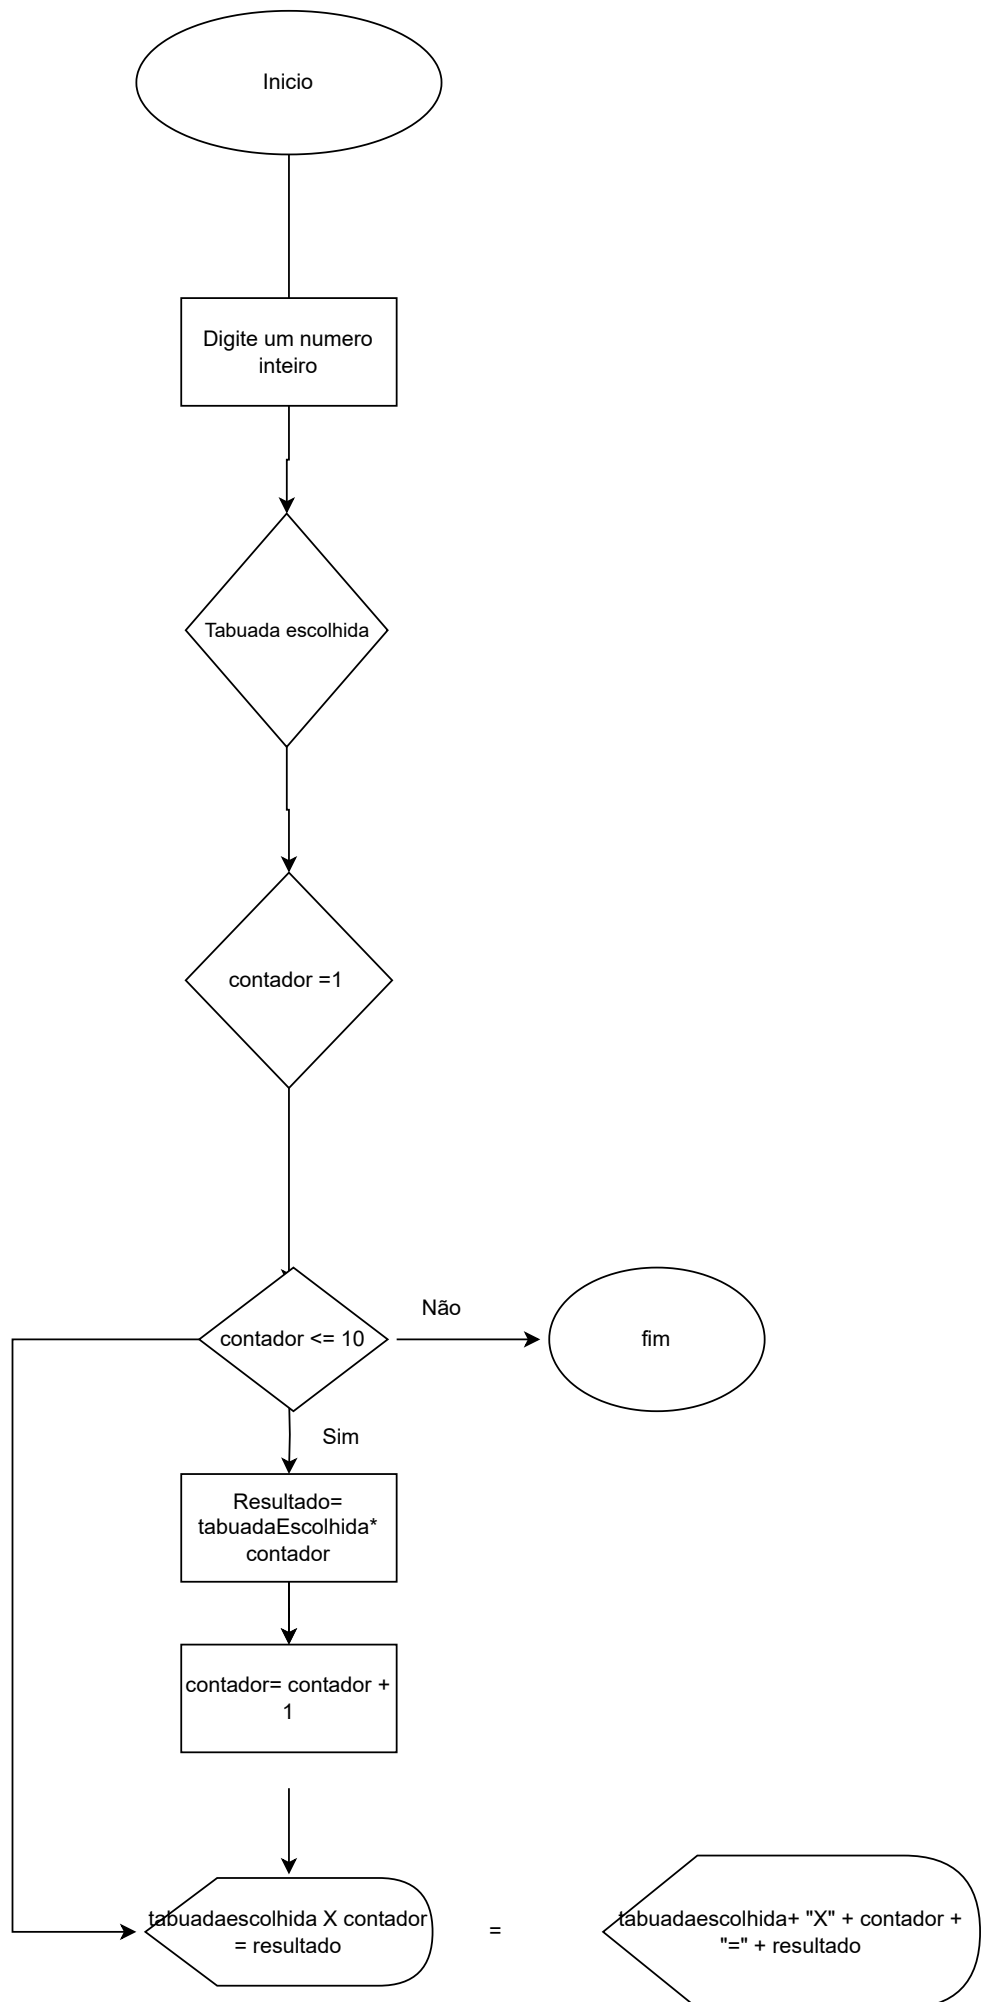 Inicio
Digite um numero
inteiro
Tabuada escolhida
contador =1
contador <= 10
Não
fim
Sim
Resultado=
tabuadaEscolhida*
contador
contador= contador +
1
tabuadaescolhida X contador
= resultado
=
tabuadaescolhida+ "X" + contador +
"=" + resultado